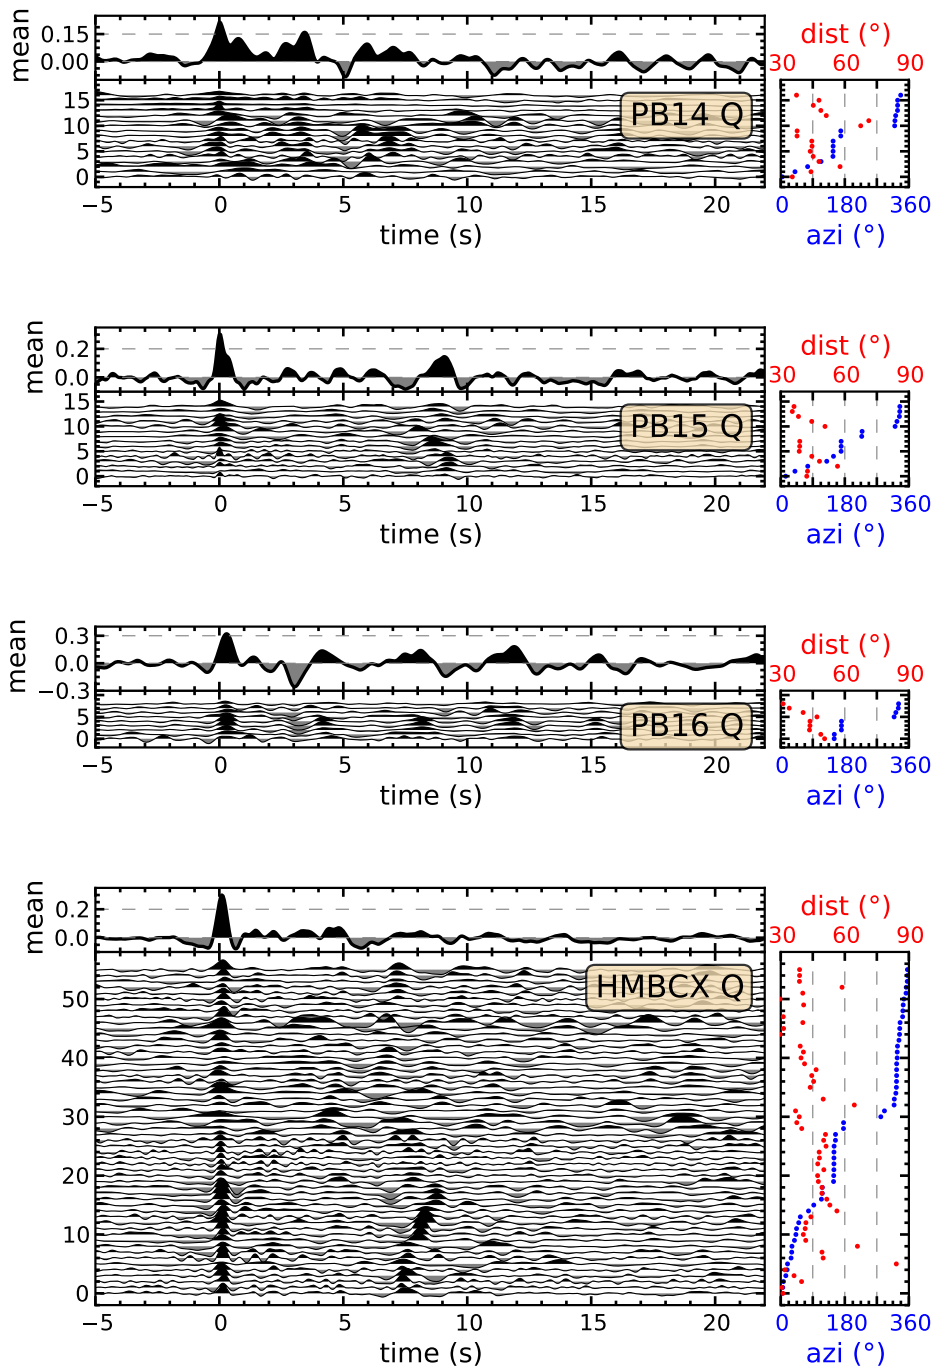 mean
0.15
0.00
dist (°)
30 60 90
15
10
5
0
PB14 Q
−5 0 5 10 15 20
time (s)
0 180 360
azi (°)
mean
0.2
0.0
dist (°)
30 60 90
15
10
5
0
PB15 Q
−5 0 5 10 15 20
time (s)
0 180 360
azi (°)
mean
0.3
0.0
−0.3
dist (°)
30 60 90
5
0
PB16 Q
−5 0 5 10 15 20
time (s)
0 180 360
azi (°)
mean
0.2
0.0
dist (°)
30 60 90
50
40
30
20
10
0
HMBCX Q
−5 0 5 10 15 20
time (s)
0 180 360
azi (°)